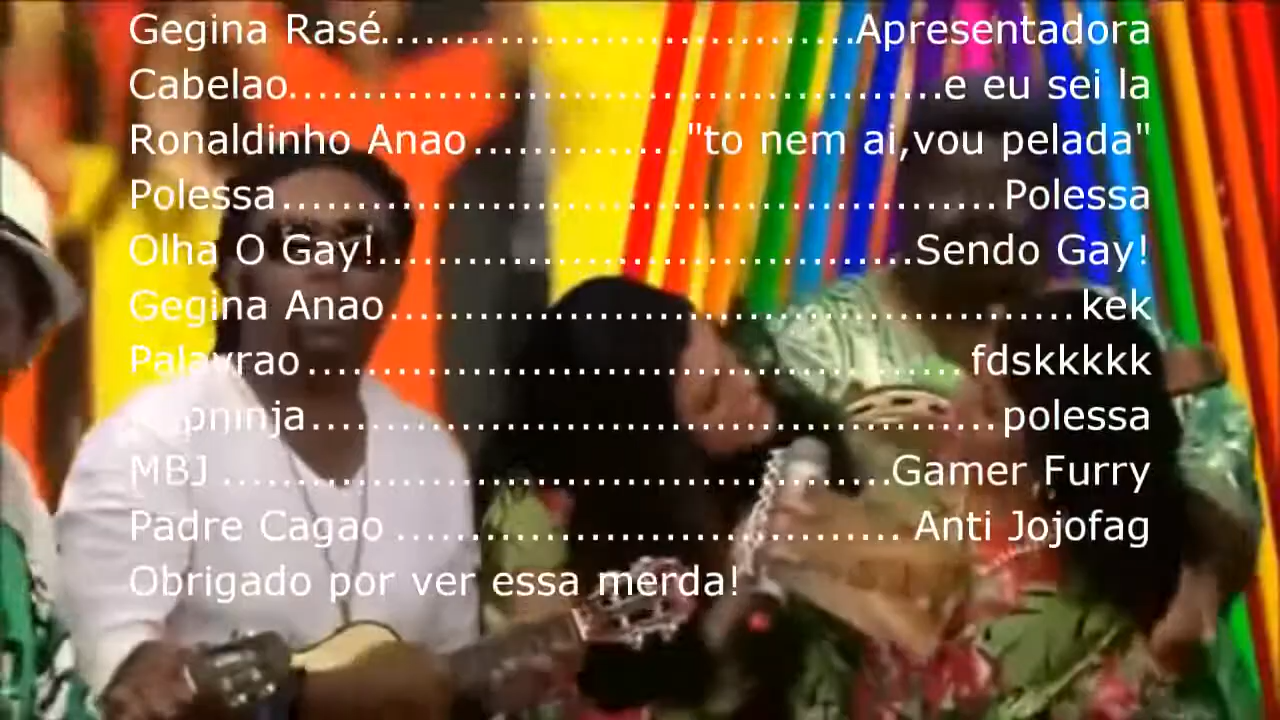 Gegina Rasé..............................Apresentadora
Cabelao.........................................e eu sei la
Ronaldinho Anao.............. "to nem ai,vou pelada"
Polessa............................................Polessa
Olha O Gay!.................................Sendo Gay!
Gegina Anao..........................................kek
Palavrao........................................fdskkkkk
..........................................polessa
MBJ.........................................Gamer Furry
Padre Cagao ............................... Anti Jojofag
Obrigado por ver essa merda!